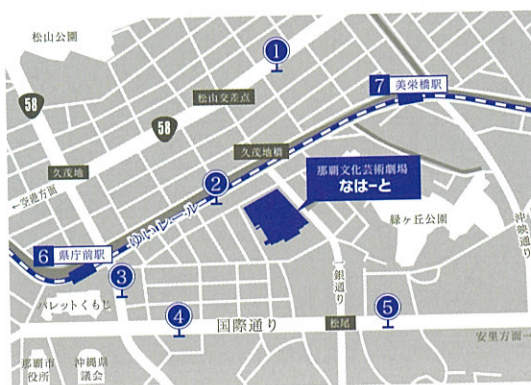 松山公園
1
7 美栄橋駅
58
松山交差点
58
久茂地
久茂地橋
那覇文化芸術劇場
なはーと
2
←空港方面
ゆいレール
緑ヶ丘公園
沖映通り
6 県庁前駅
3
一銀通り
パレットくもじ
4
国際通り
松尾
5
安里方面→
那覇市
役所
沖縄県
議会